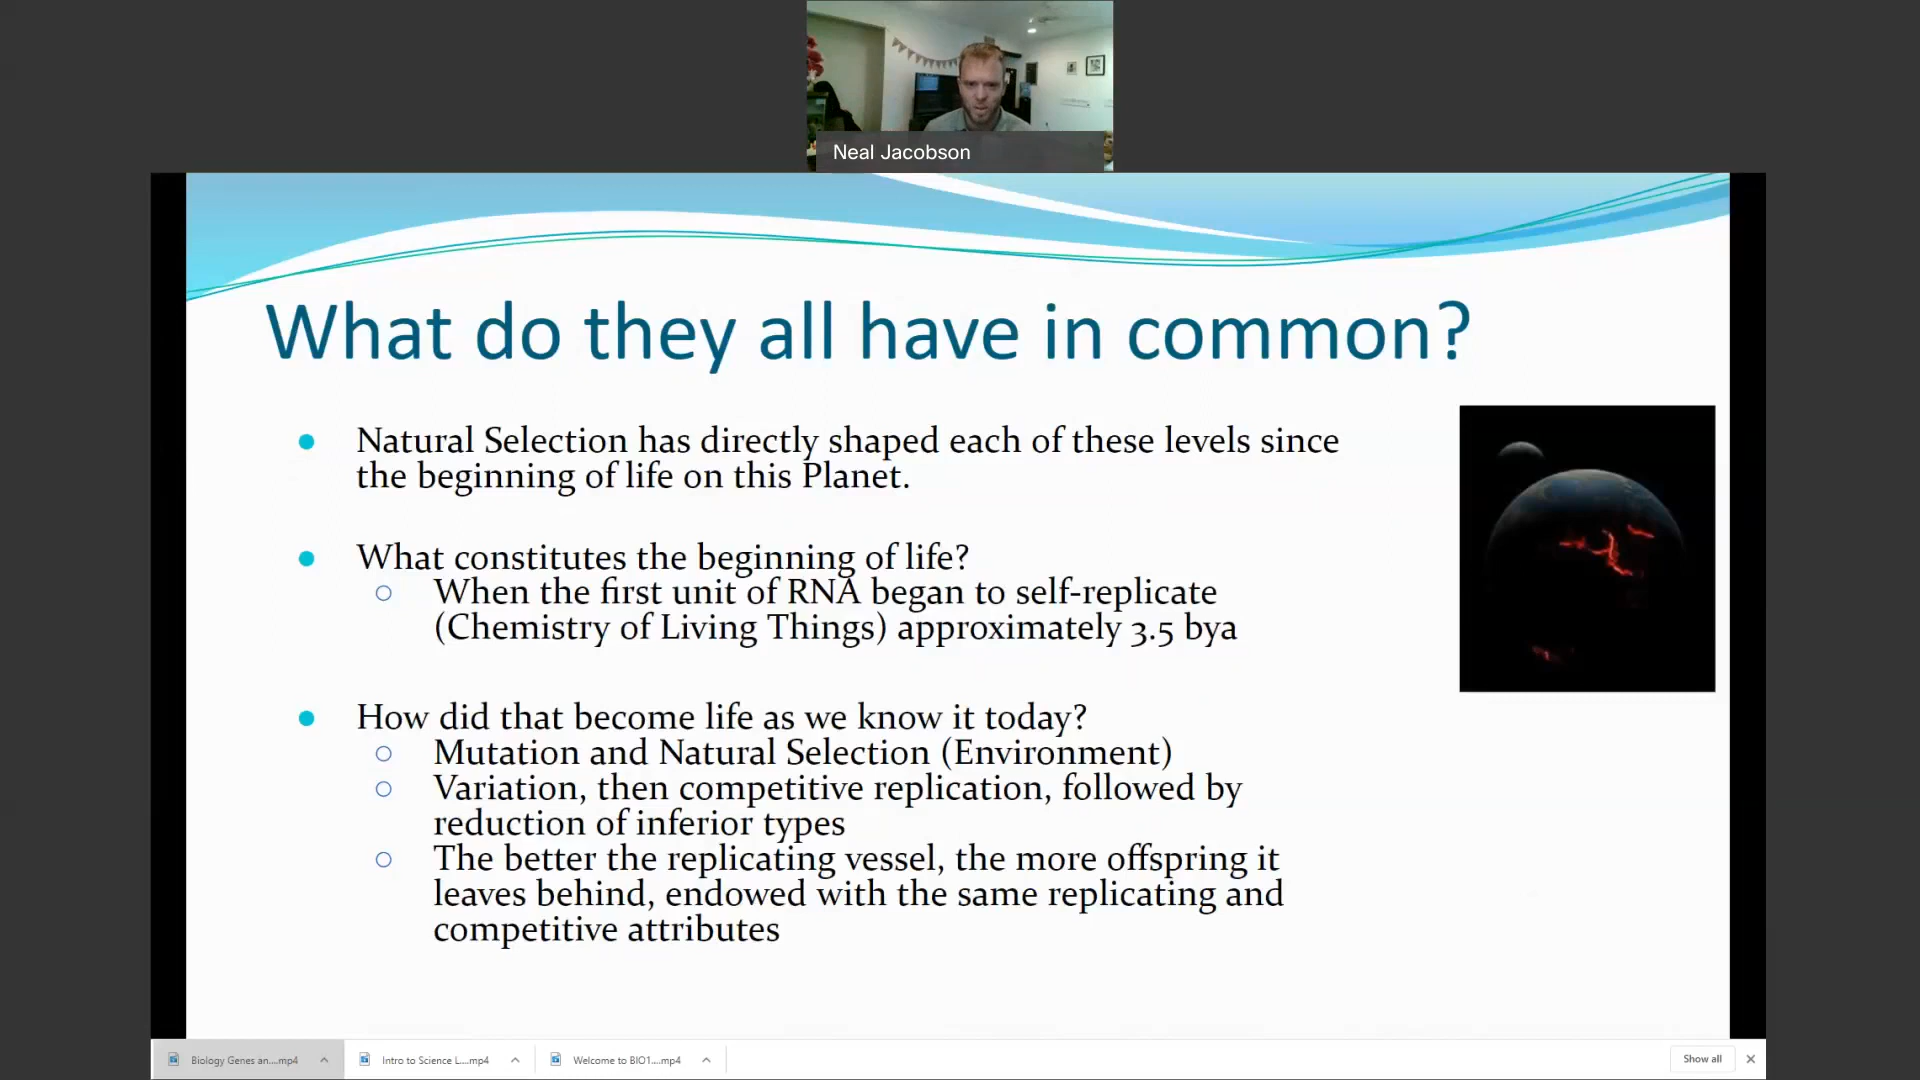 Neal Jacobson
What do they all have in common?
Natural Selection has directly shaped each of these levels since
the beginning of life on this Planet.
What constitutes the beginning of life?
When the first unit of RNA began to self-replicate
(Chemistry of Living Things) approximately 3.5 bya
How did that become life as we know it today?
Mutation and Natural Selection (Environment)
Variation, then competitive replication, followed by
reduction of inferior types
The better the replicating vessel, the more offspring it
leaves behind, endowed with the same replicating and
competitive attributes
Biology Genes an....mp4
Intro to Science L....mp4
Welcome to BIO1....mp4
Show all